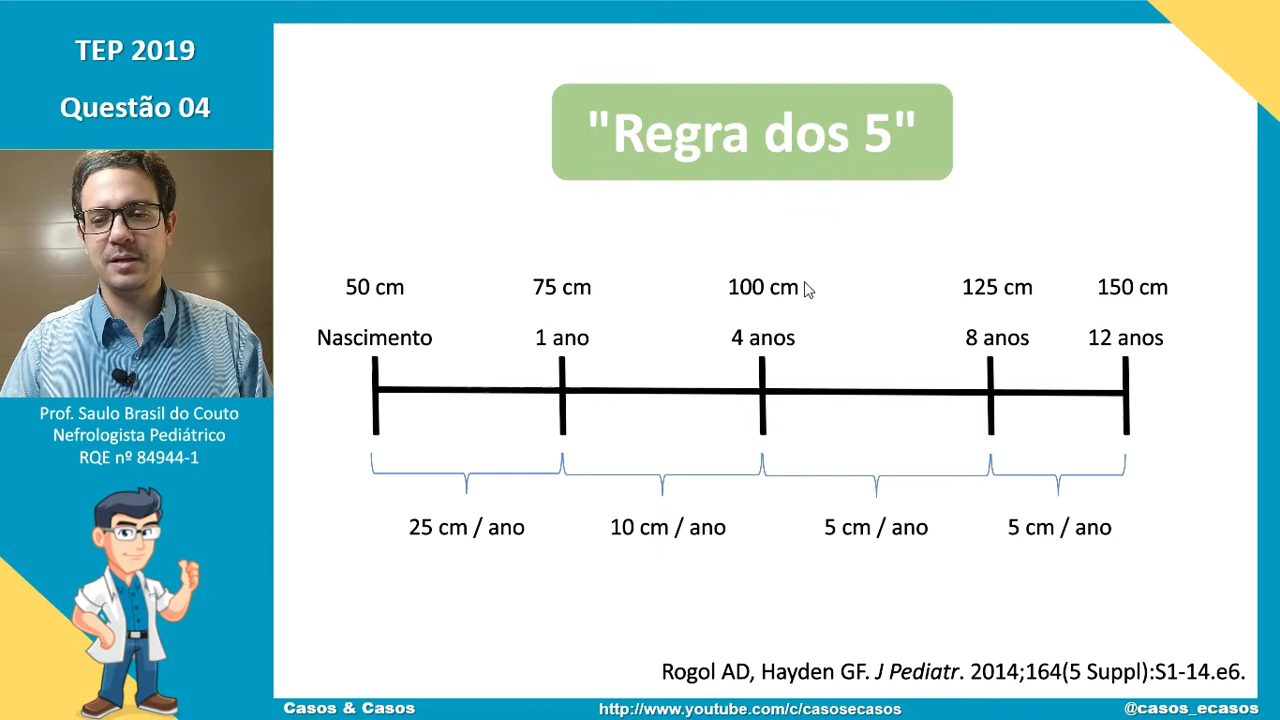 TEP 2019
Questão 04
"Regra dos 5"
50 cm 75 cm 100 cm 125 cm 150 cm
Nascimento 1 ano 4 anos 8 anos 12 anos
25 cm / ano 10 cm / ano 5 cm / ano 5 cm / ano
Prof. Saulo Brasil do Couto
Nefrologista Pediátrico
RQE nº 84944-1
Rogol AD, Hayden GF. J Pediatr. 2014;164(5 Suppl):S1-14.e6.
Casos & Casos http://www.youtube.com/c/casosecasos @casos_ecasos